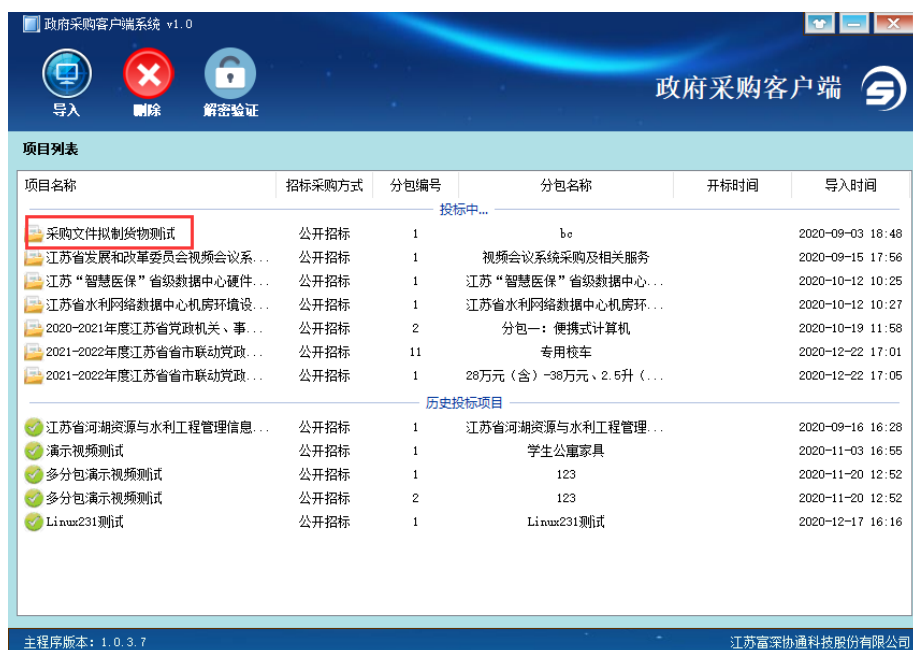 政府采购客户端系统 v1.0
导入 删除 解密验证
政府采购客户端
项目列表
项目名称 招标采购方式 分包编号 分包名称 开标时间 导入时间
投标中...
采购文件拟制货物测试 公开招标 1 bc 2020-09-03 18:48
江苏省发展和改革委员会视频会议系... 公开招标 1 视频会议系统采购及相关服务 2020-09-15 17:56
江苏“智慧医保”省级数据中心硬件... 公开招标 1 江苏“智慧医保”省级数据中心... 2020-10-12 10:25
江苏省水利网络数据中心机房环境设... 公开招标 1 江苏省水利网络数据中心机房环... 2020-10-12 10:27
2020-2021年度江苏省党政机关、事... 公开招标 2 分包一：便携式计算机 2020-10-19 11:58
2021-2022年度江苏省省市联动党政... 公开招标 11 专用校车 2020-12-22 17:01
2021-2022年度江苏省省市联动党政... 公开招标 1 28万元（含）-38万元、2.5升（... 2020-12-22 17:05
历史投标项目
江苏省河湖资源与水利工程管理信息... 公开招标 1 江苏省河湖资源与水利工程管理... 2020-09-16 16:28
演示视频测试 公开招标 1 学生公寓家具 2020-11-03 16:55
多分包演示视频测试 公开招标 1 123 2020-11-20 12:52
多分包演示视频测试 公开招标 2 123 2020-11-20 12:52
Linux231测试 公开招标 1 Linux231测试 2020-12-17 16:16
主程序版本：1.0.3.7 江苏富深协通科技股份有限公司